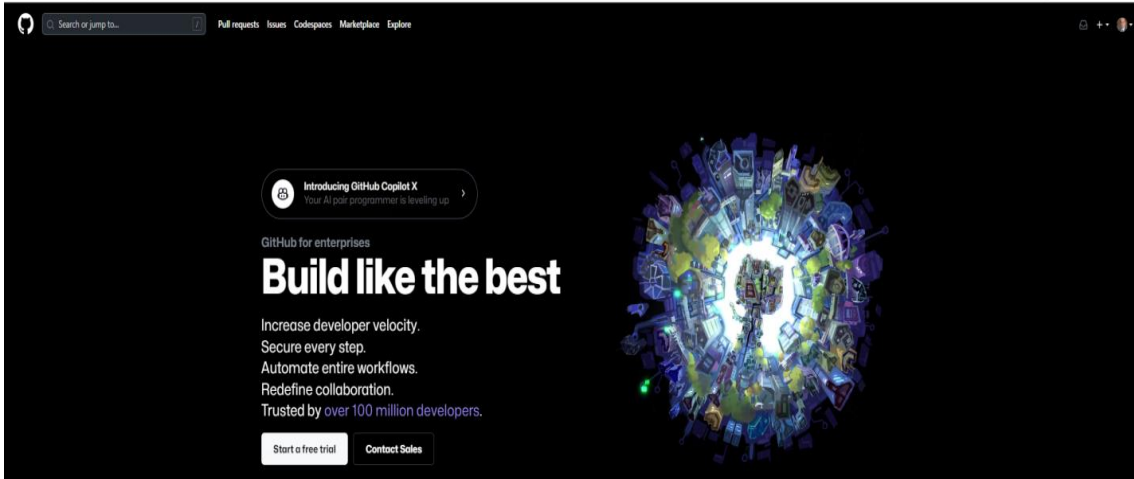 Search or jump to... /
Pull requests Issues Codespaces Marketplace Explore
Introducing GitHub Copilot X
Your AI pair programmer is leveling up
GitHub for enterprises
Build like the best
Increase developer velocity.
Secure every step.
Automate entire workflows.
Redefine collaboration.
Trusted by over 100 million developers.
Start a free trial
Contact Sales